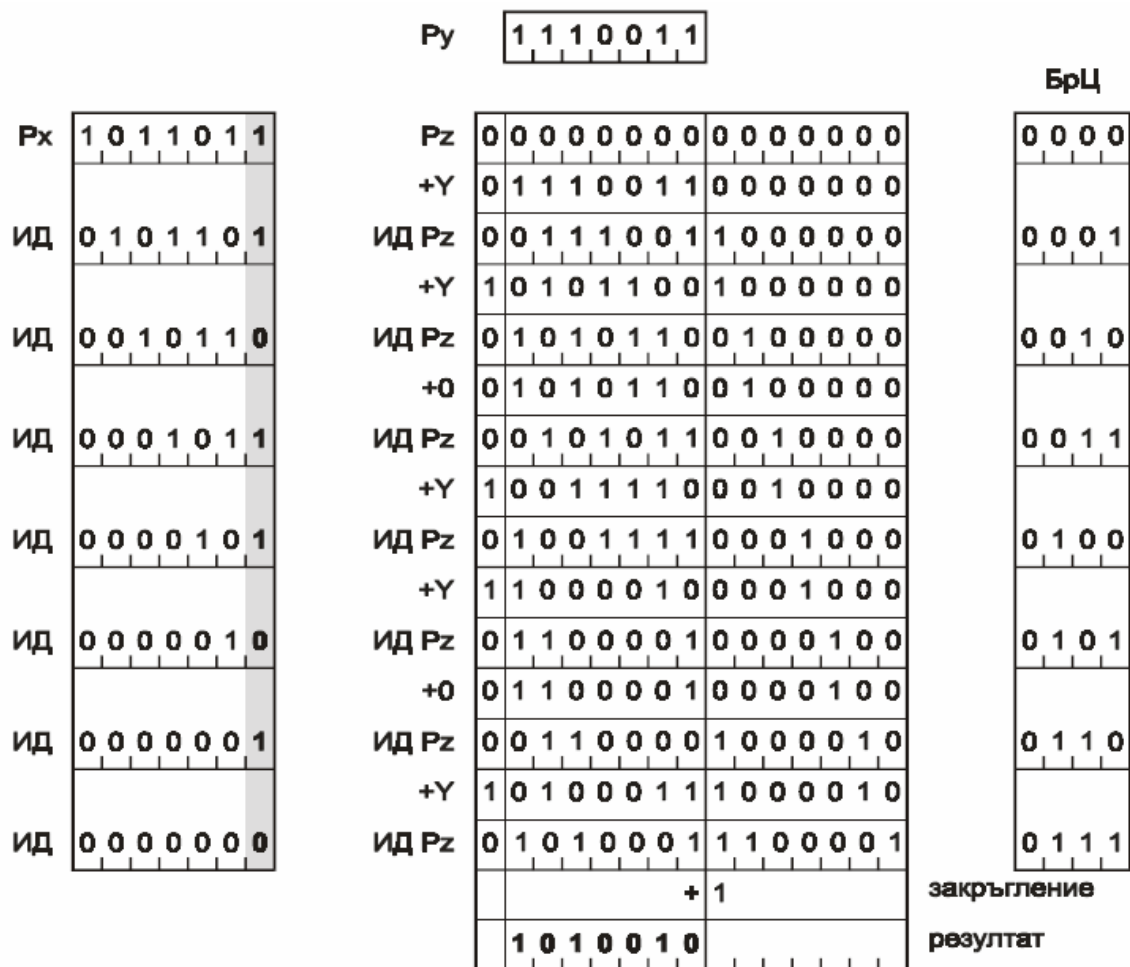 Рy 1 1 1 0 0 1 1
БрЦ
Рx 1 0 1 1 0 1 1 Рz 0 0 0 0 0 0 0 0 0 0 0 0 0 0 0 0 0 0 0
+Y 0 1 1 1 0 0 1 1 0 0 0 0 0 0 0
ИД 0 1 0 1 1 0 1 ИД Рz 0 0 1 1 1 0 0 1 1 0 0 0 0 0 0 0 0 0 1
+Y 1 0 1 0 1 1 0 0 1 0 0 0 0 0 0
ИД 0 0 1 0 1 1 0 ИД Рz 0 1 0 1 0 1 1 0 0 1 0 0 0 0 0 0 0 1 0
+0 0 1 0 1 0 1 1 0 0 1 0 0 0 0 0
ИД 0 0 0 1 0 1 1 ИД Рz 0 0 1 0 1 0 1 1 0 0 1 0 0 0 0 0 0 1 1
+Y 1 0 0 1 1 1 1 0 0 0 1 0 0 0 0
ИД 0 0 0 0 1 0 1 ИД Рz 0 1 0 0 1 1 1 1 0 0 0 1 0 0 0 0 1 0 0
+Y 1 1 0 0 0 0 1 0 0 0 0 1 0 0 0
ИД 0 0 0 0 0 1 0 ИД Рz 0 1 1 0 0 0 0 1 0 0 0 0 1 0 0 0 1 0 1
+0 0 1 1 0 0 0 0 1 0 0 0 0 1 0 0
ИД 0 0 0 0 0 0 1 ИД Рz 0 0 1 1 0 0 0 0 1 0 0 0 0 1 0 0 1 1 0
+Y 1 0 1 0 0 0 1 1 1 0 0 0 0 1 0
ИД 0 0 0 0 0 0 0 ИД Рz 0 1 0 1 0 0 0 1 1 1 0 0 0 0 1 0 1 1 1
+ 1 закръгление
1 0 1 0 0 1 0 резултат